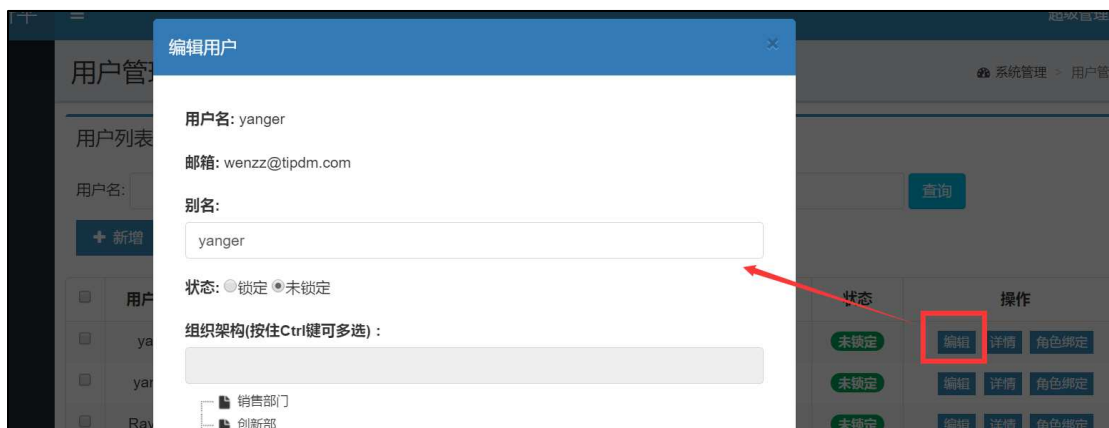 编辑用户
×
用户管
系统管理 > 用户管
用户名: yanger
用户列表
邮箱: wenzz@tipdm.com
用户名:
查询
别名:
yanger
+ 新增
状态: 锁定 未锁定
用户
状态
操作
组织架构(按住Ctrl键可多选)：
ya
未锁定
编辑 详情 角色绑定
yar
未锁定
编辑 详情 角色绑定
销售部门
创新部
Ray
未锁定
编辑 详情 角色绑定